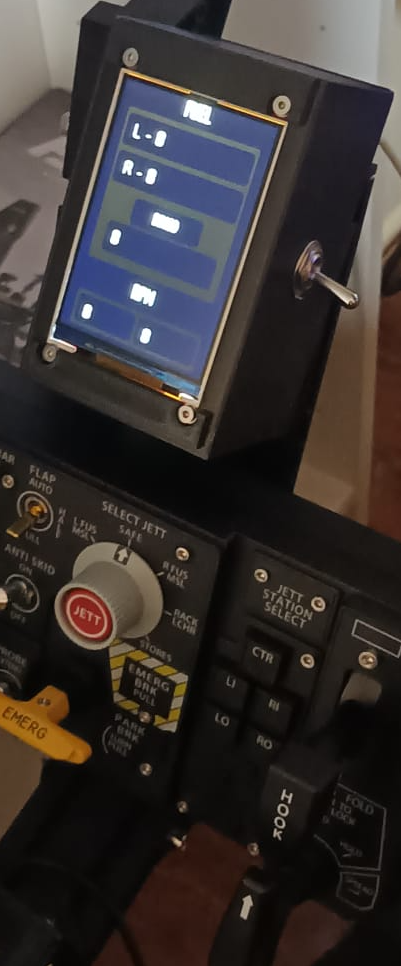 FUEL
L-0
R-0
0
RPM
0
0
FLAP
AUTO
HALF
SELECT JETT
SAFE
L FUS
MSL
R FUS
MSL
RACK
LCHR
STORES
JETT
ANTI SKID
ON
OFF
EMERG
BRK
PULL
EMERG
PARK
BRK
JETT
STATION
SELECT
CTR
LI
RI
LO
RO
HOOK
FOLD